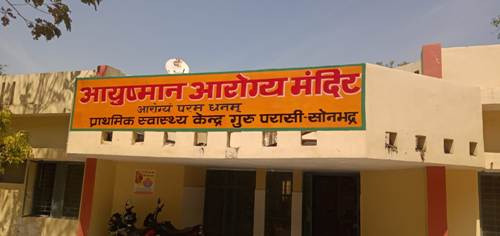 आयुष्मान आरोग्य मंदिर
आरोग्यं परमं धनम्
प्राथमिक स्वास्थ्य केन्द्र गुरु परासी-सोनभद्र